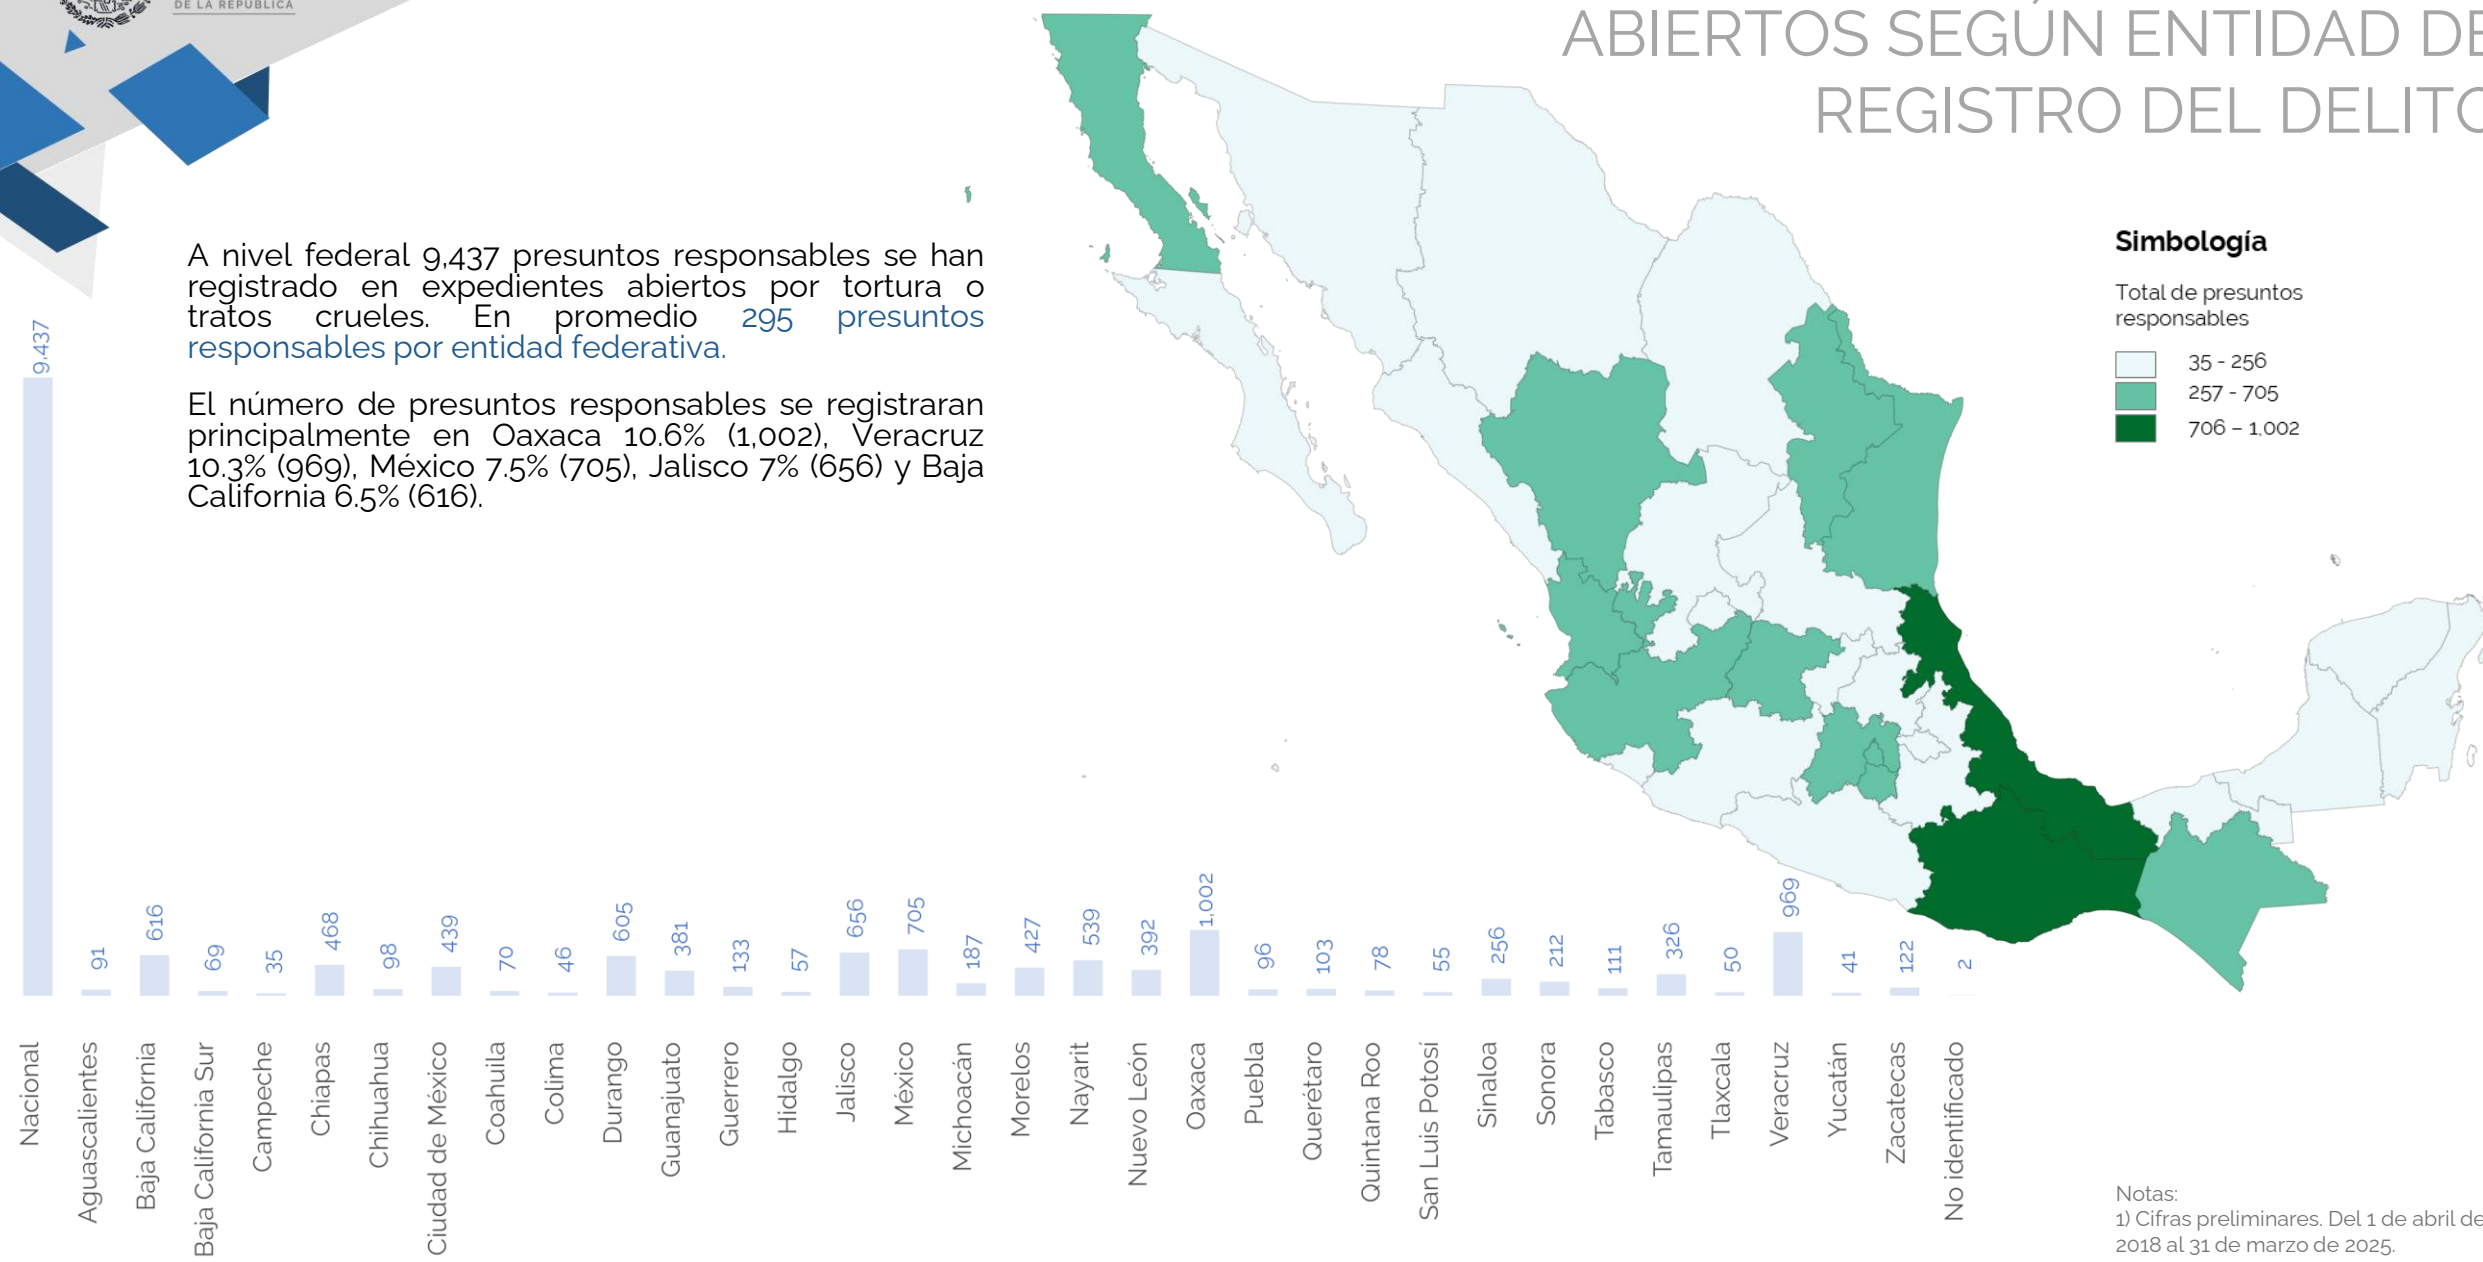 DE LA REPÚBLICA
ABIERTOS SEGÚN ENTIDAD DE
REGISTRO DEL DELITO
A nivel federal 9,437 presuntos responsables se han
registrado en expedientes abiertos por tortura o
tratos crueles. En promedio 295 presuntos
responsables por entidad federativa.
El número de presuntos responsables se registraran
principalmente en Oaxaca 10.6% (1,002), Veracruz
10.3% (969), México 7.5% (705), Jalisco 7% (656) y Baja
California 6.5% (616).
Simbología
Total de presuntos
responsables
35 - 256
257 - 705
706 – 1,002
9,437
91
616
69
35
468
98
439
70
46
605
381
133
57
656
705
187
427
539
392
1,002
96
103
78
55
256
212
111
326
50
969
41
122
2
Nacional
Aguascalientes
Baja California
Baja California Sur
Campeche
Chiapas
Chihuahua
Ciudad de México
Coahuila
Colima
Durango
Guanajuato
Guerrero
Hidalgo
Jalisco
México
Michoacán
Morelos
Nayarit
Nuevo León
Oaxaca
Puebla
Querétaro
Quintana Roo
San Luis Potosí
Sinaloa
Sonora
Tabasco
Tamaulipas
Tlaxcala
Veracruz
Yucatán
Zacatecas
No identificado
Notas:
1) Cifras preliminares. Del 1 de abril de
2018 al 31 de marzo de 2025.